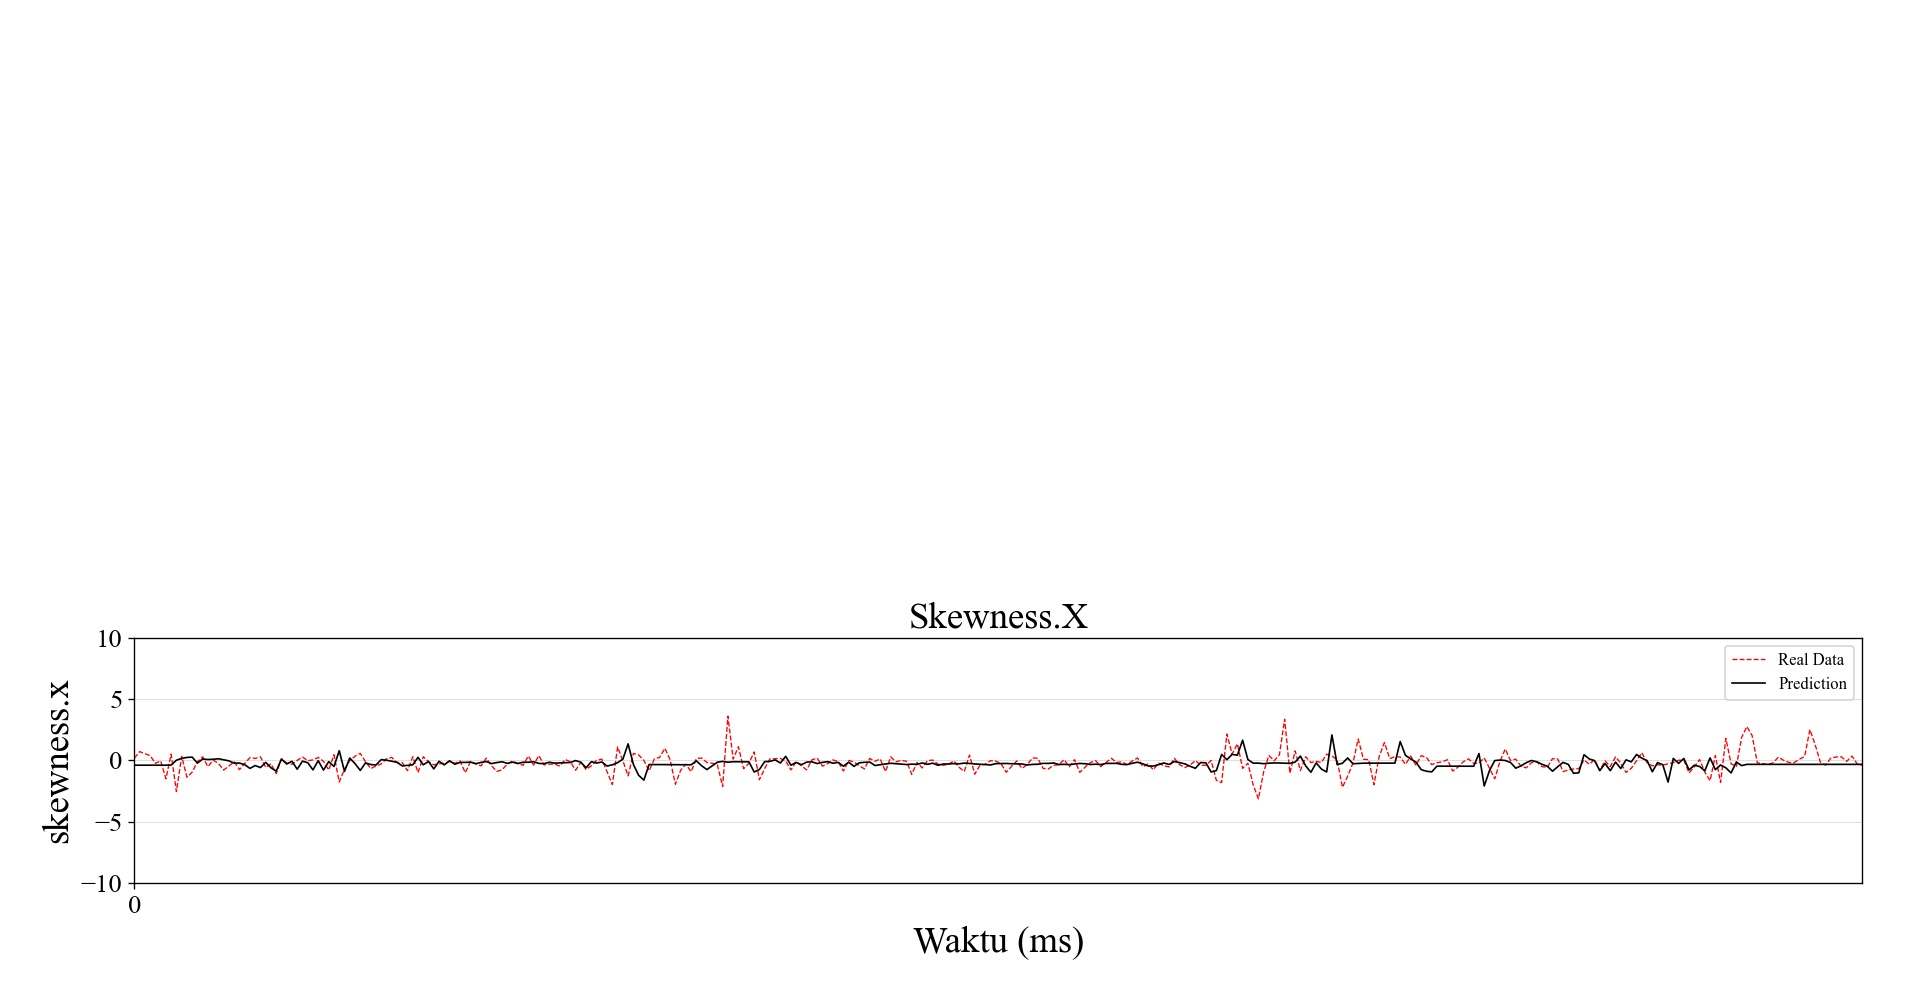 Skewness.X
10
5
0
−5
−10
skewness.x
Real Data
Prediction
0
Waktu (ms)